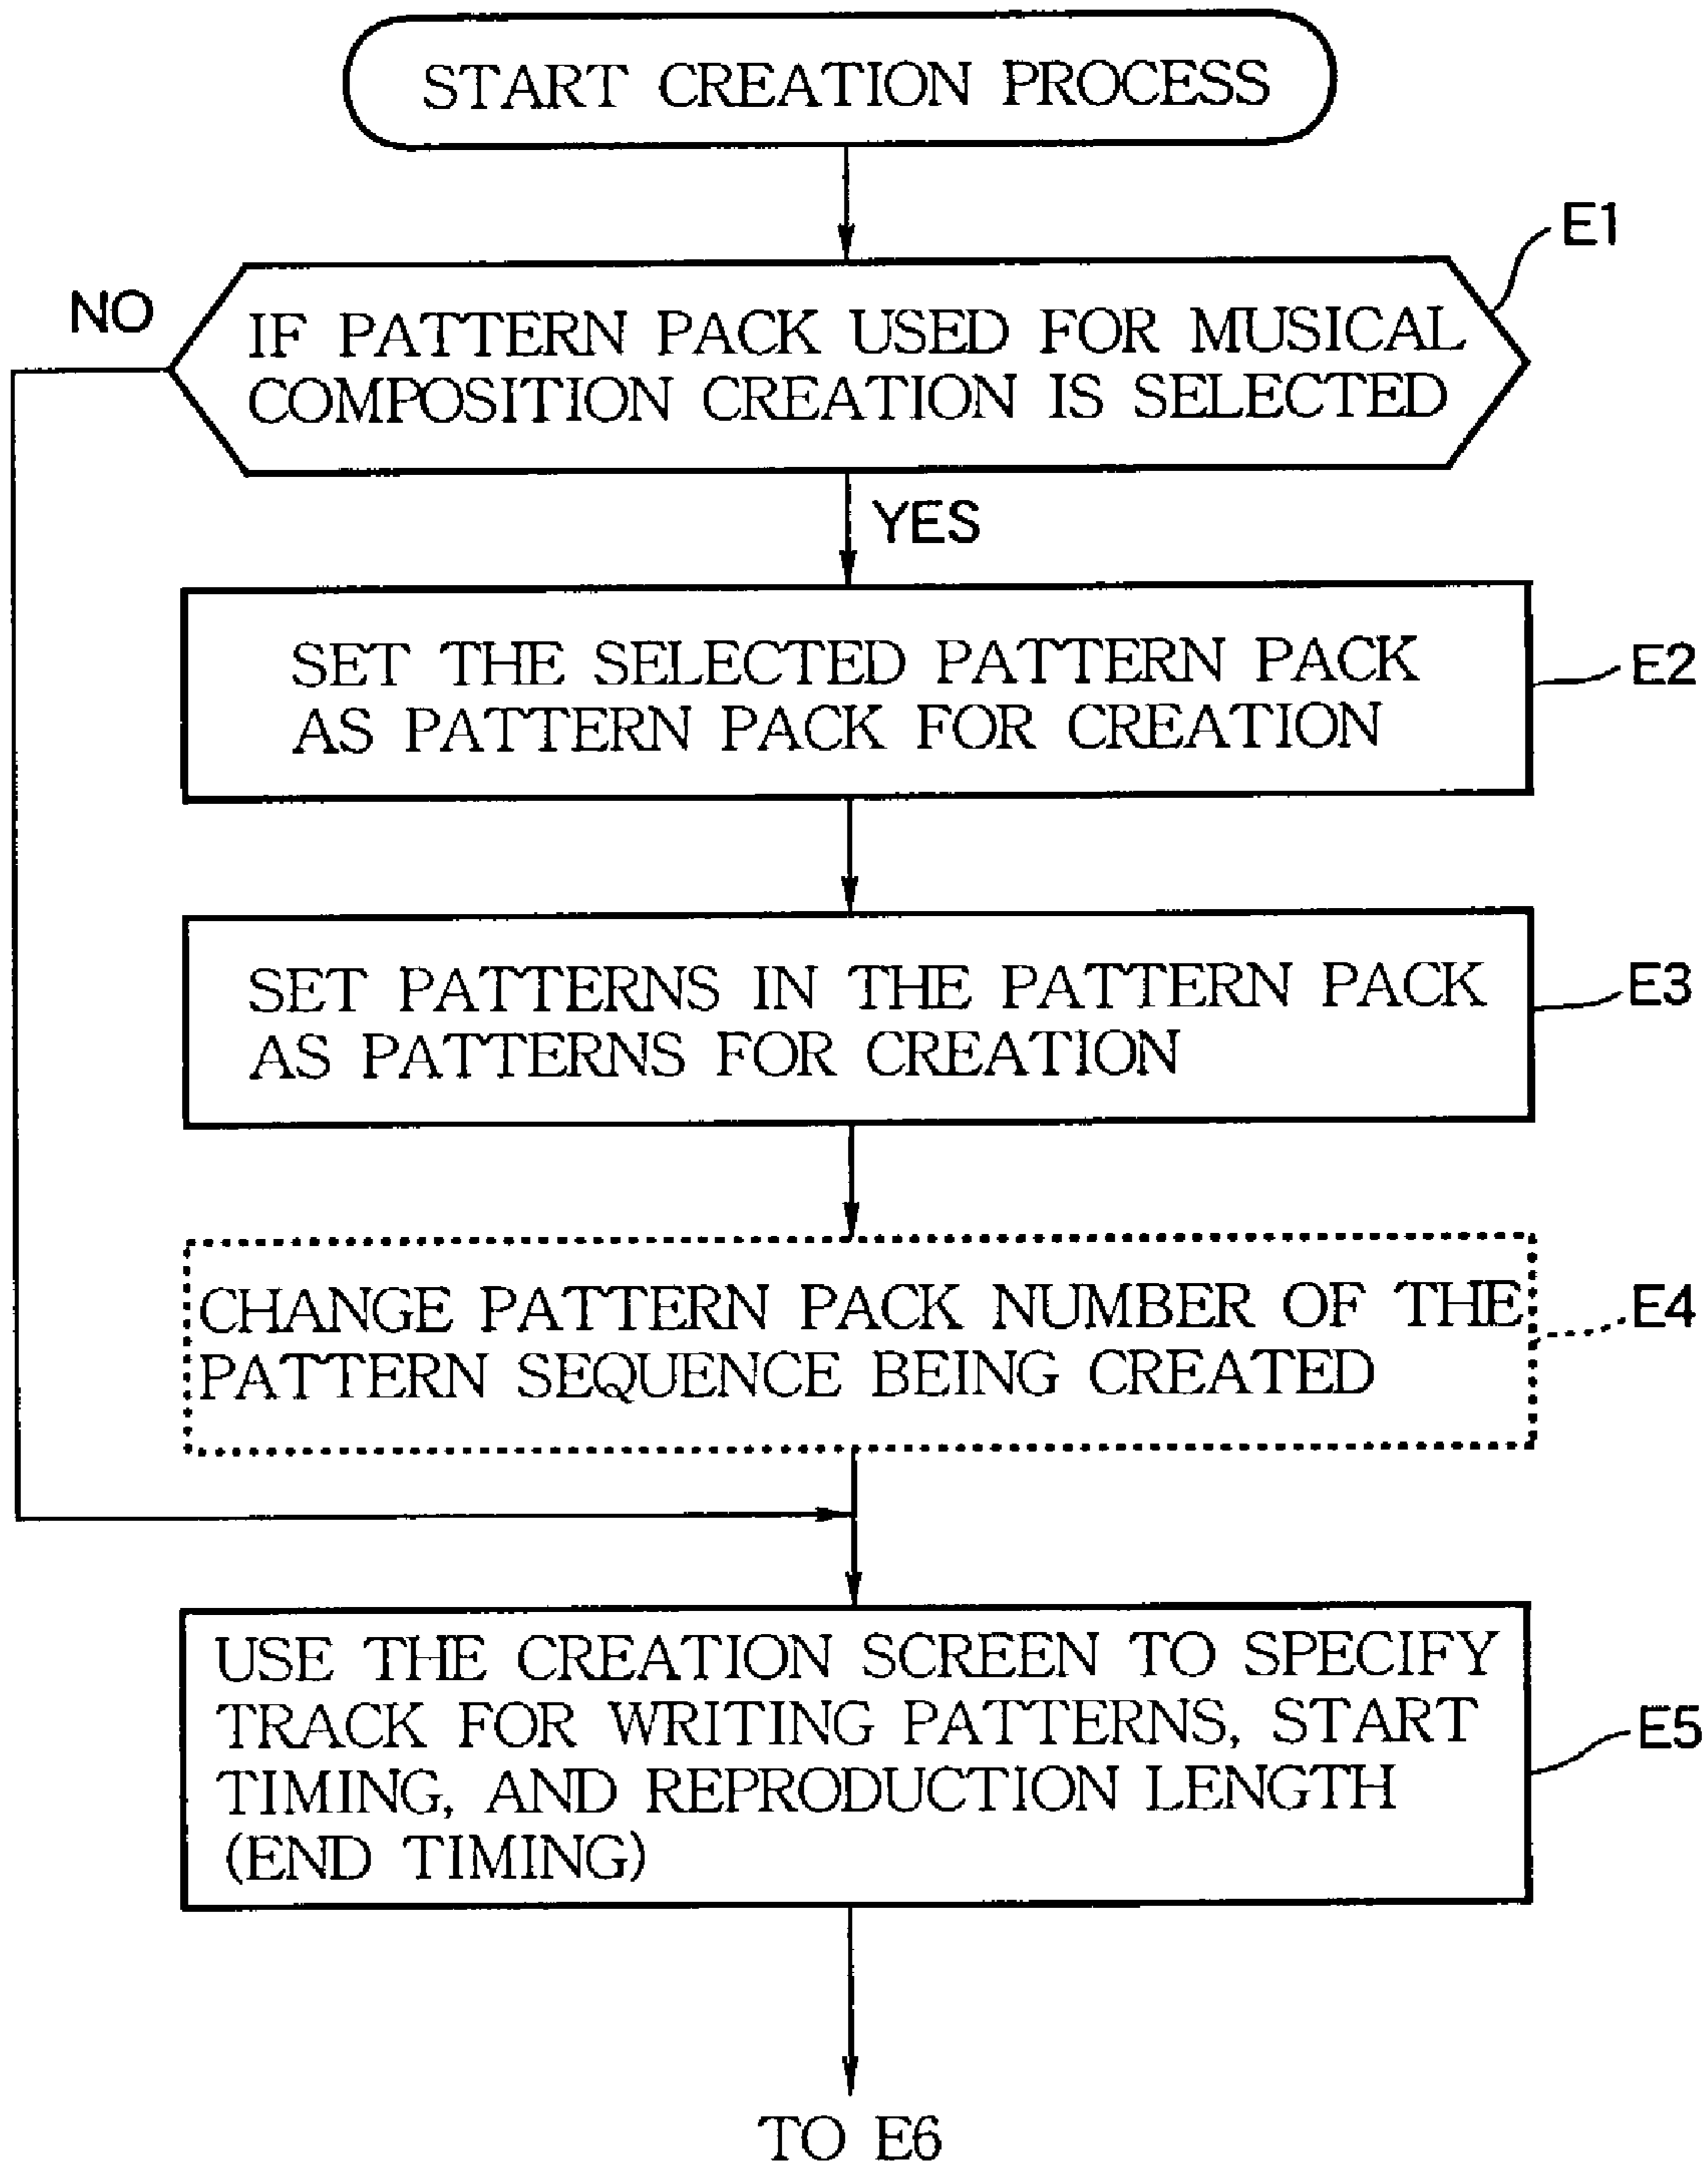 START CREATION PROCESS
E1
NO
IF PATTERN PACK USED FOR MUSICAL
COMPOSITION CREATION IS SELECTED
YES
SET THE SELECTED PATTERN PACK
AS PATTERN PACK FOR CREATION
E2
SET PATTERNS IN THE PATTERN PACK
AS PATTERNS FOR CREATION
E3
CHANGE PATTERN PACK NUMBER OF THE
PATTERN SEQUENCE BEING CREATED
E4
USE THE CREATION SCREEN TO SPECIFY
TRACK FOR WRITING PATTERNS, START
TIMING, AND REPRODUCTION LENGTH
(END TIMING)
E5
TO E6